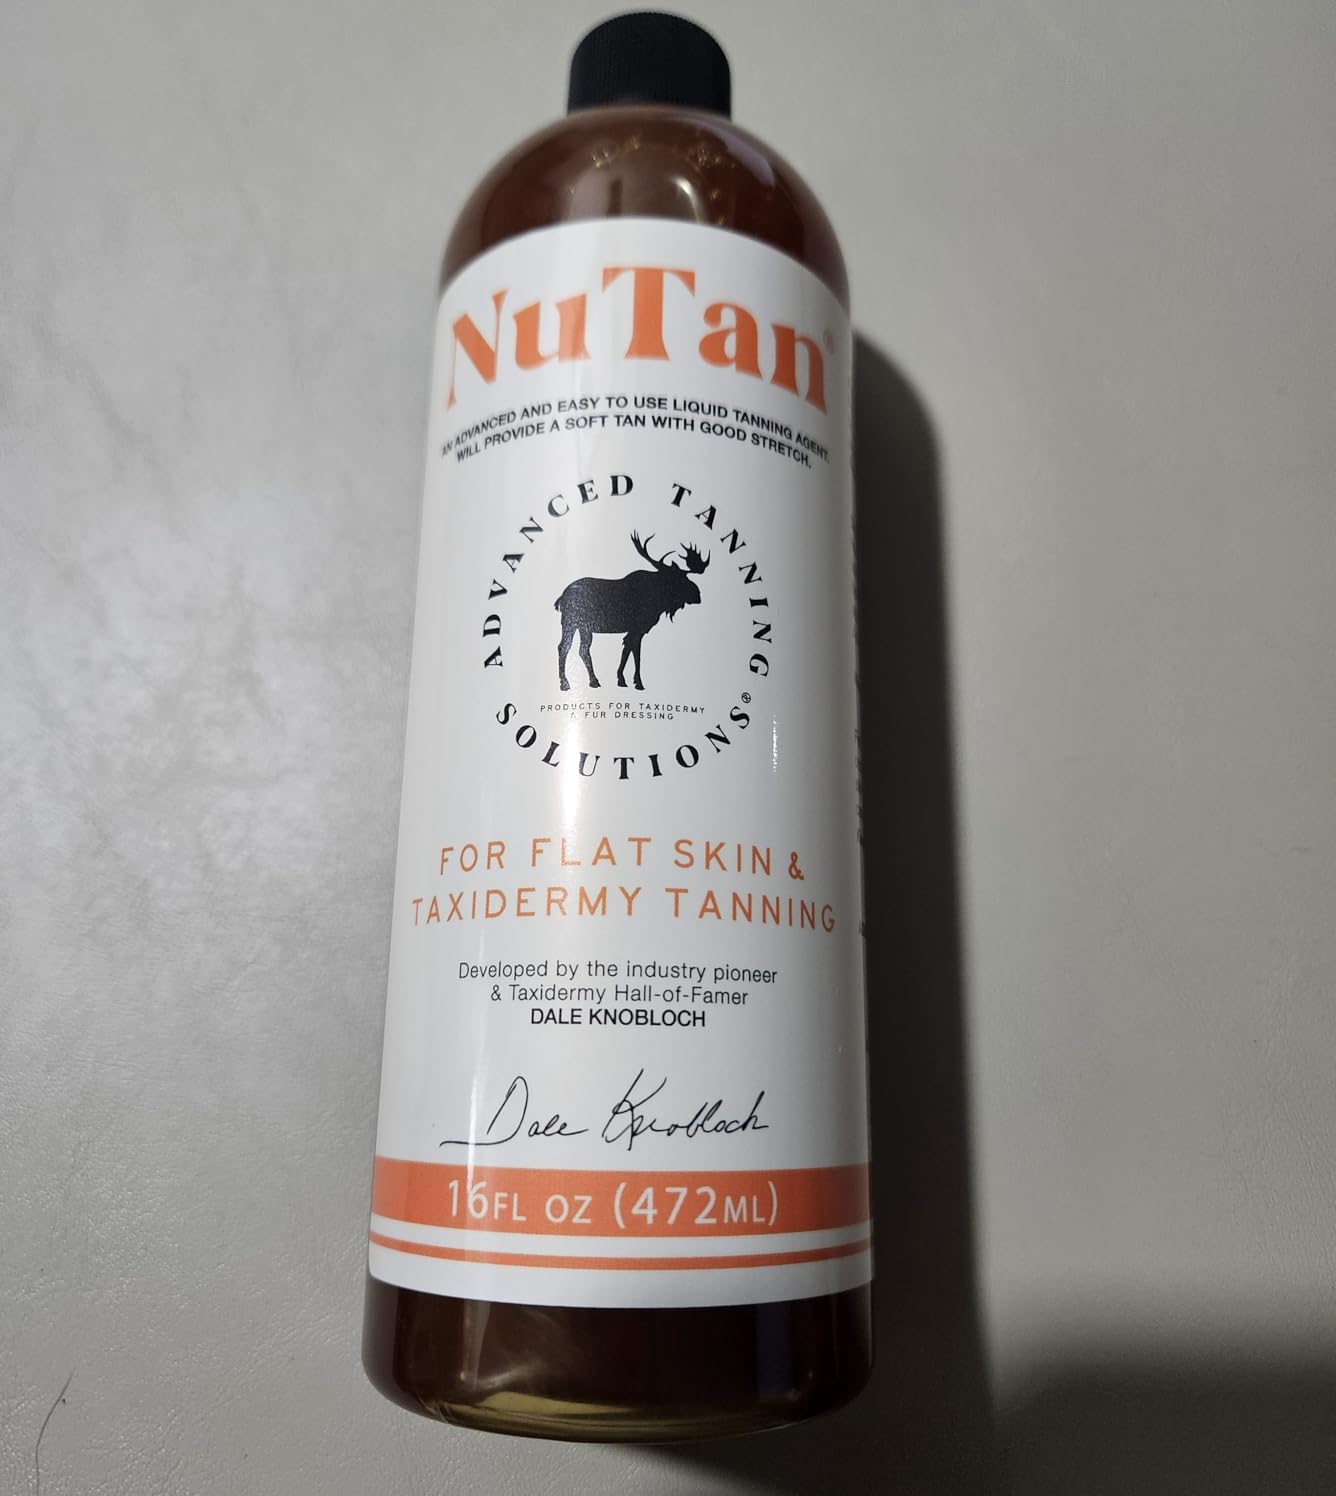 NuTan®
AN ADVANCED AND EASY TO USE LIQUID TANNING AGENT.
WILL PROVIDE A SOFT TAN WITH GOOD STRETCH.
ADVANCED TANNING
SOLUTIONS®
PRODUCTS FOR TAXIDERMY
& FUR DRESSING
FOR FLAT SKIN &
TAXIDERMY TANNING
Developed by the industry pioneer
& Taxidermy Hall-of-Famer
DALE KNOBLOCH
Dale Knobloch
16FL OZ (472ML)